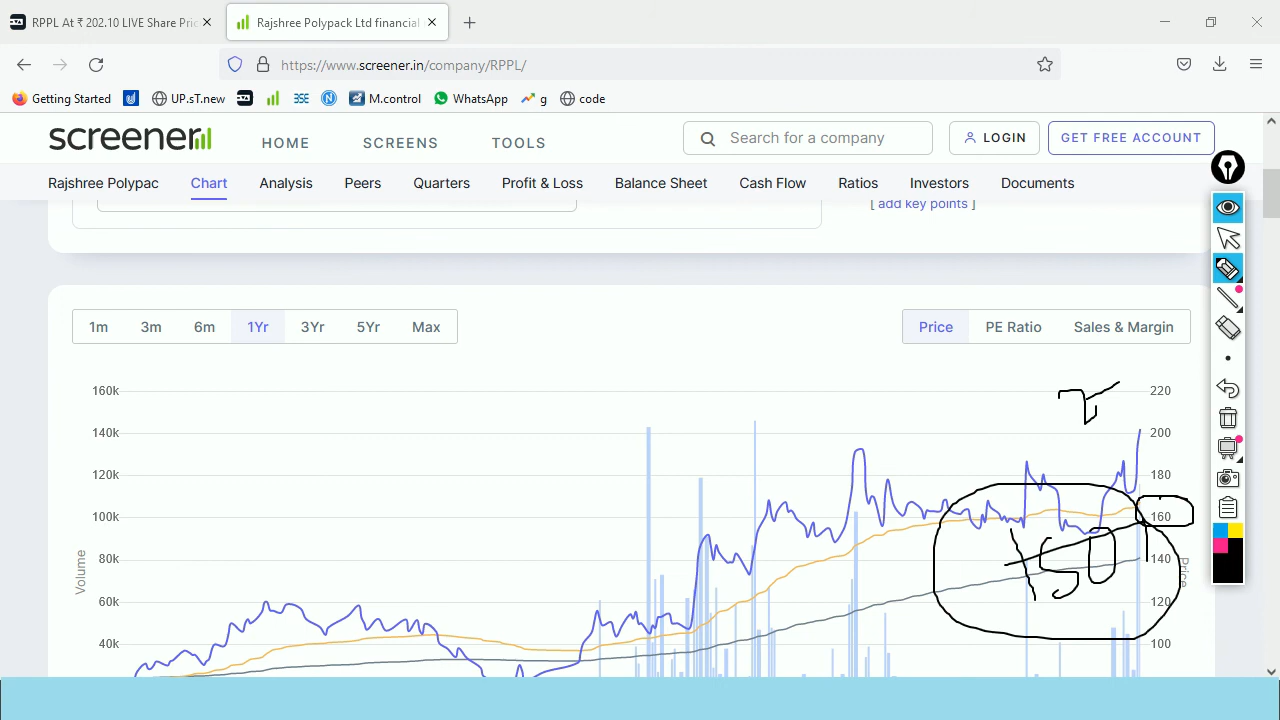 RPPL At ₹ 202.10 LIVE Share Pric
Rajshree Polypack Ltd financial
https://www.screener.in/company/RPPL/
Getting Started UP.sT.new BSE M.control WhatsApp g code
screener
HOME SCREENS TOOLS
Search for a company
LOGIN
GET FREE ACCOUNT
Rajshree Polypac Chart Analysis Peers Quarters Profit & Loss Balance Sheet Cash Flow Ratios Investors Documents
[ add key points ]
1m 3m 6m 1Yr 3Yr 5Yr Max
Price PE Ratio Sales & Margin
160k 220
140k 200
120k 180
100k 160
80k 140
60k 120
40k 100
Volume
Price
150